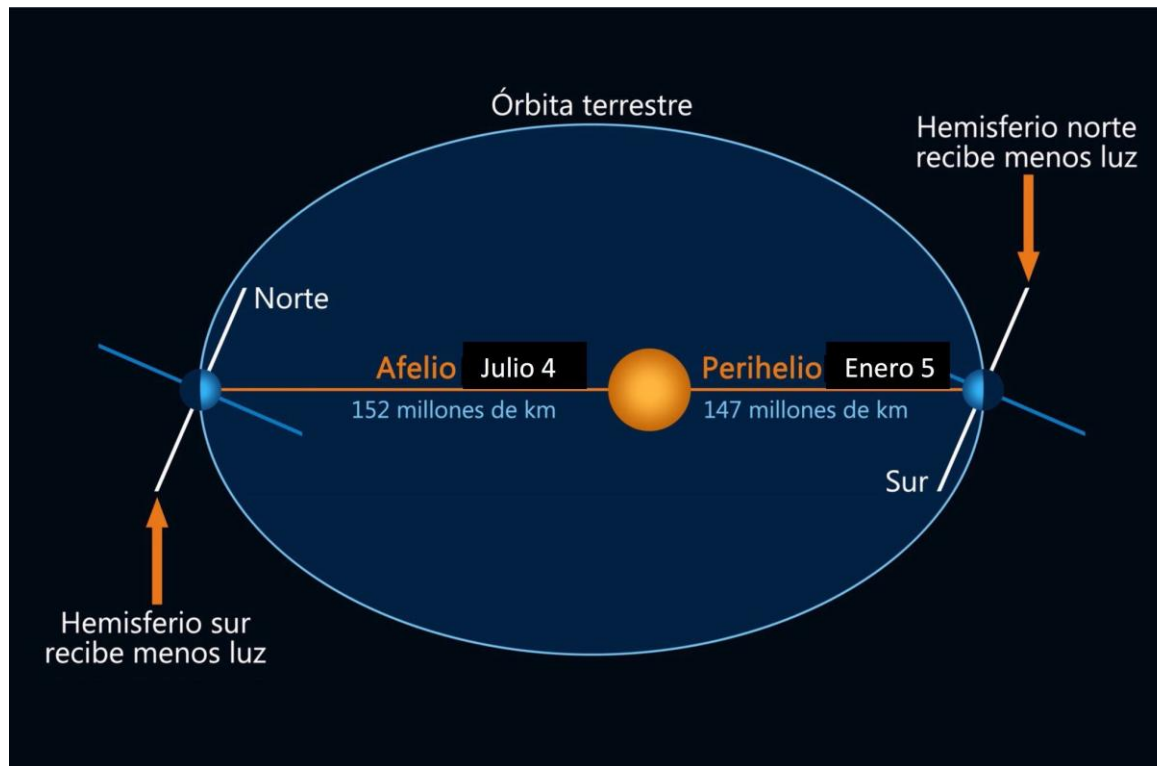 Órbita terrestre
Hemisferio norte
recibe menos luz
Norte
Afelio Julio 4
152 millones de km
Perihelio Enero 5
147 millones de km
Sur
Hemisferio sur
recibe menos luz